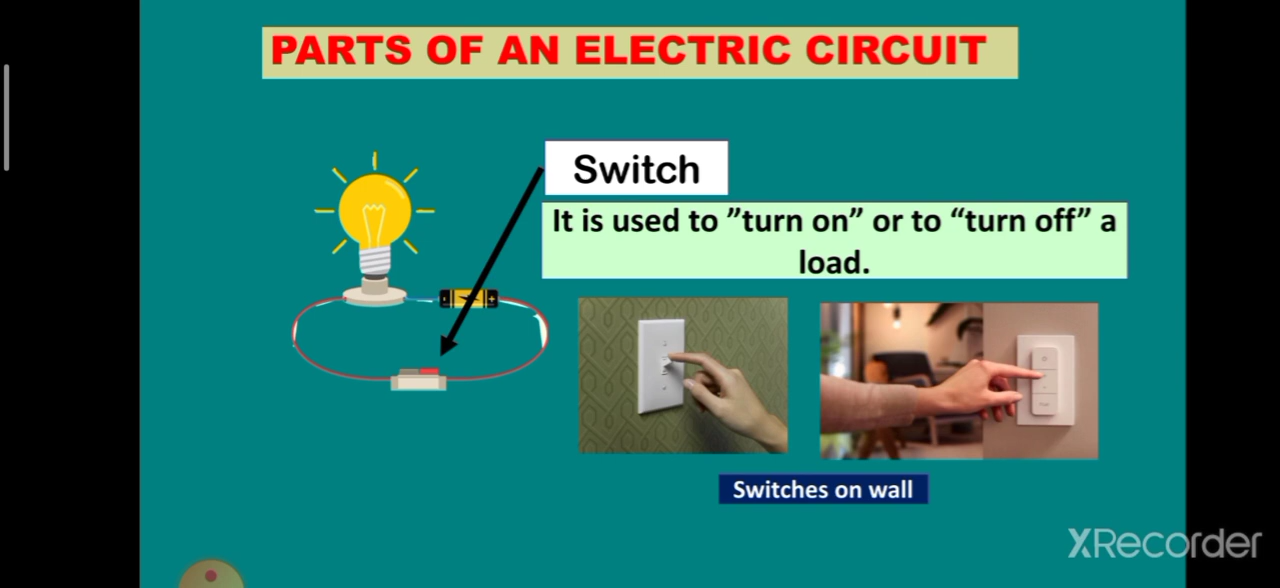 PARTS OF AN ELECTRIC CIRCUIT
Switch
It is used to ”turn on” or to “turn off” a
load.
Switches on wall
XRecorder